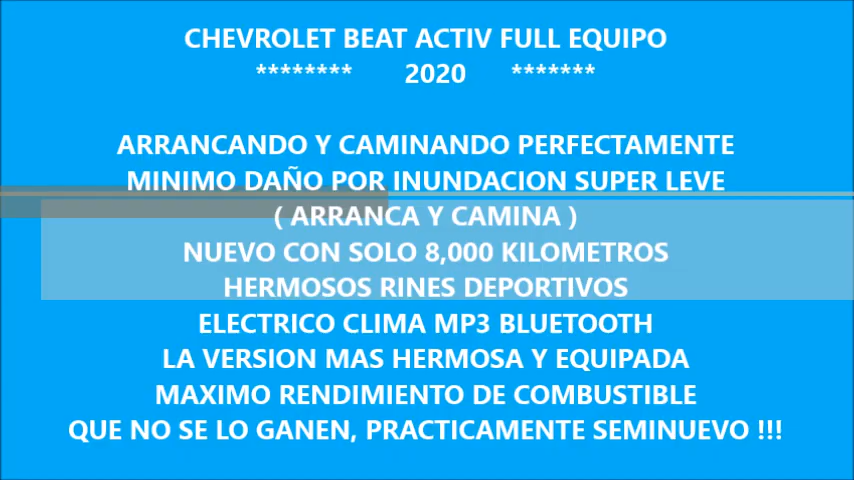 CHEVROLET BEAT ACTIV FULL EQUIPO
******** 2020 *******
ARRANCANDO Y CAMINANDO PERFECTAMENTE
MINIMO DAÑO POR INUNDACION SUPER LEVE
( ARRANCA Y CAMINA )
NUEVO CON SOLO 8,000 KILOMETROS
HERMOSOS RINES DEPORTIVOS
ELECTRICO CLIMA MP3 BLUETOOTH
LA VERSION MAS HERMOSA Y EQUIPADA
MAXIMO RENDIMIENTO DE COMBUSTIBLE
QUE NO SE LO GANEN, PRACTICAMENTE SEMINUEVO !!!